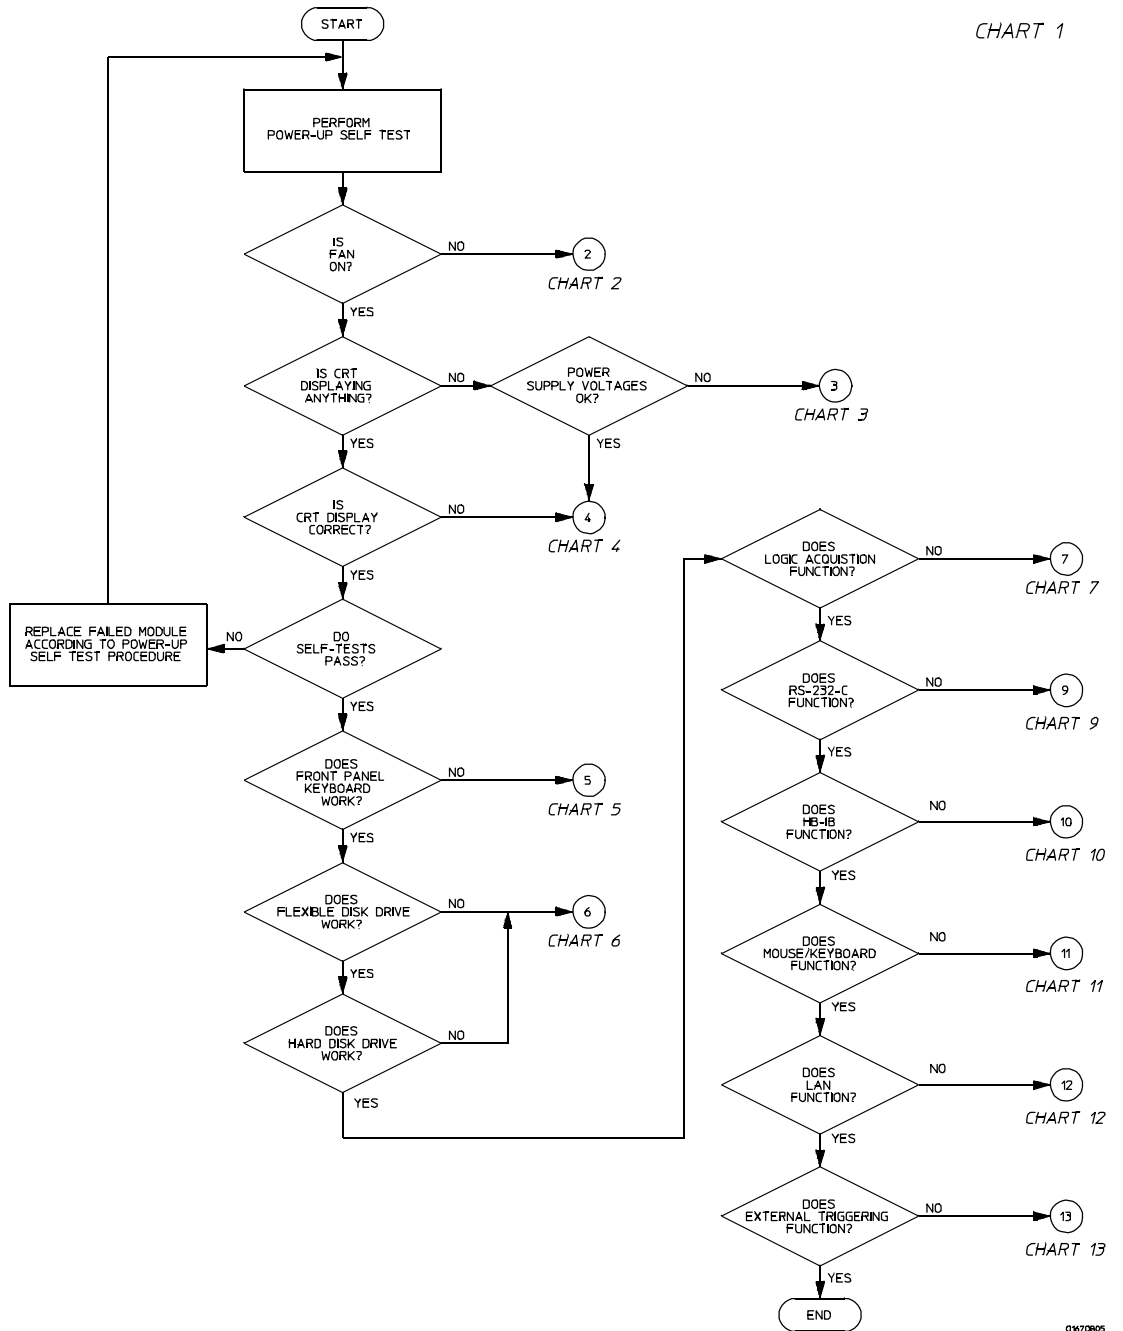 START
CHART 1
PERFORM
POWER-UP SELF TEST
IS
FAN
ON?
NO
2
CHART 2
YES
IS CRT
DISPLAYING
ANYTHING?
NO
POWER
SUPPLY VOLTAGES
OK?
NO
3
CHART 3
YES
YES
IS
CRT DISPLAY
CORRECT?
NO
4
CHART 4
YES
REPLACE FAILED MODULE
ACCORDING TO POWER-UP
SELF TEST PROCEDURE
NO
DO
SELF-TESTS
PASS?
YES
DOES
FRONT PANEL
KEYBOARD
WORK?
NO
5
CHART 5
YES
DOES
FLEXIBLE DISK DRIVE
WORK?
NO
6
CHART 6
YES
DOES
HARD DISK DRIVE
WORK?
NO
YES
DOES
LOGIC ACQUISTION
FUNCTION?
NO
7
CHART 7
YES
DOES
RS-232-C
FUNCTION?
NO
9
CHART 9
YES
DOES
HB-IB
FUNCTION?
NO
10
CHART 10
YES
DOES
MOUSE/KEYBOARD
FUNCTION?
NO
11
CHART 11
YES
DOES
LAN
FUNCTION?
NO
12
CHART 12
YES
DOES
EXTERNAL TRIGGERING
FUNCTION?
NO
13
CHART 13
YES
END
01670B05